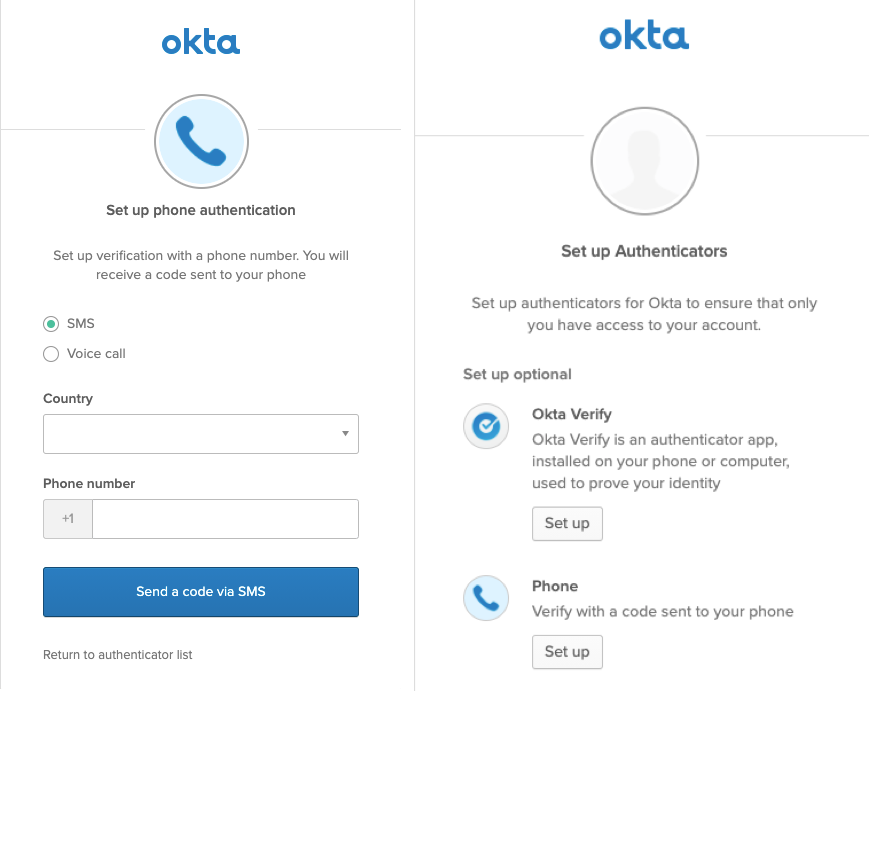 okta
Set up phone authentication
Set up verification with a phone number. You will
receive a code sent to your phone
SMS
Voice call
Country
Phone number
+1
Send a code via SMS
Return to authenticator list
okta
Set up Authenticators
Set up authenticators for Okta to ensure that only
you have access to your account.
Set up optional
Okta Verify
Okta Verify is an authenticator app,
installed on your phone or computer,
used to prove your identity
Set up
Phone
Verify with a code sent to your phone
Set up